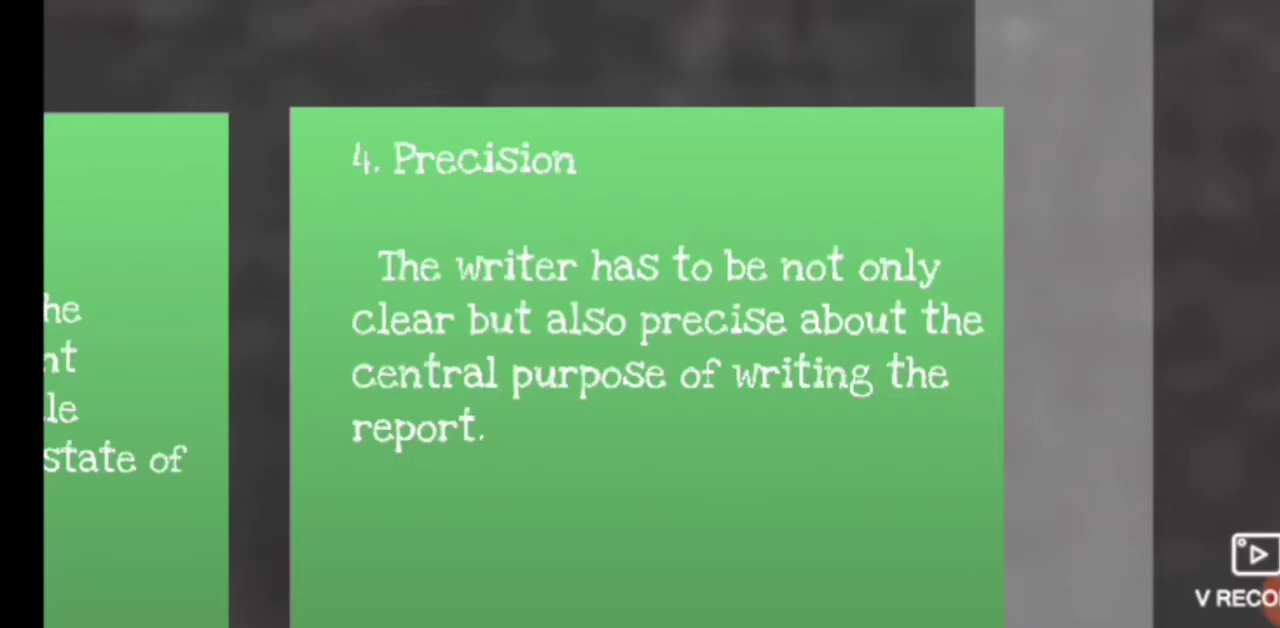 he
nt
le
state of
4. Precision
The writer has to be not only
clear but also precise about the
central purpose of writing the
report.
V RECO